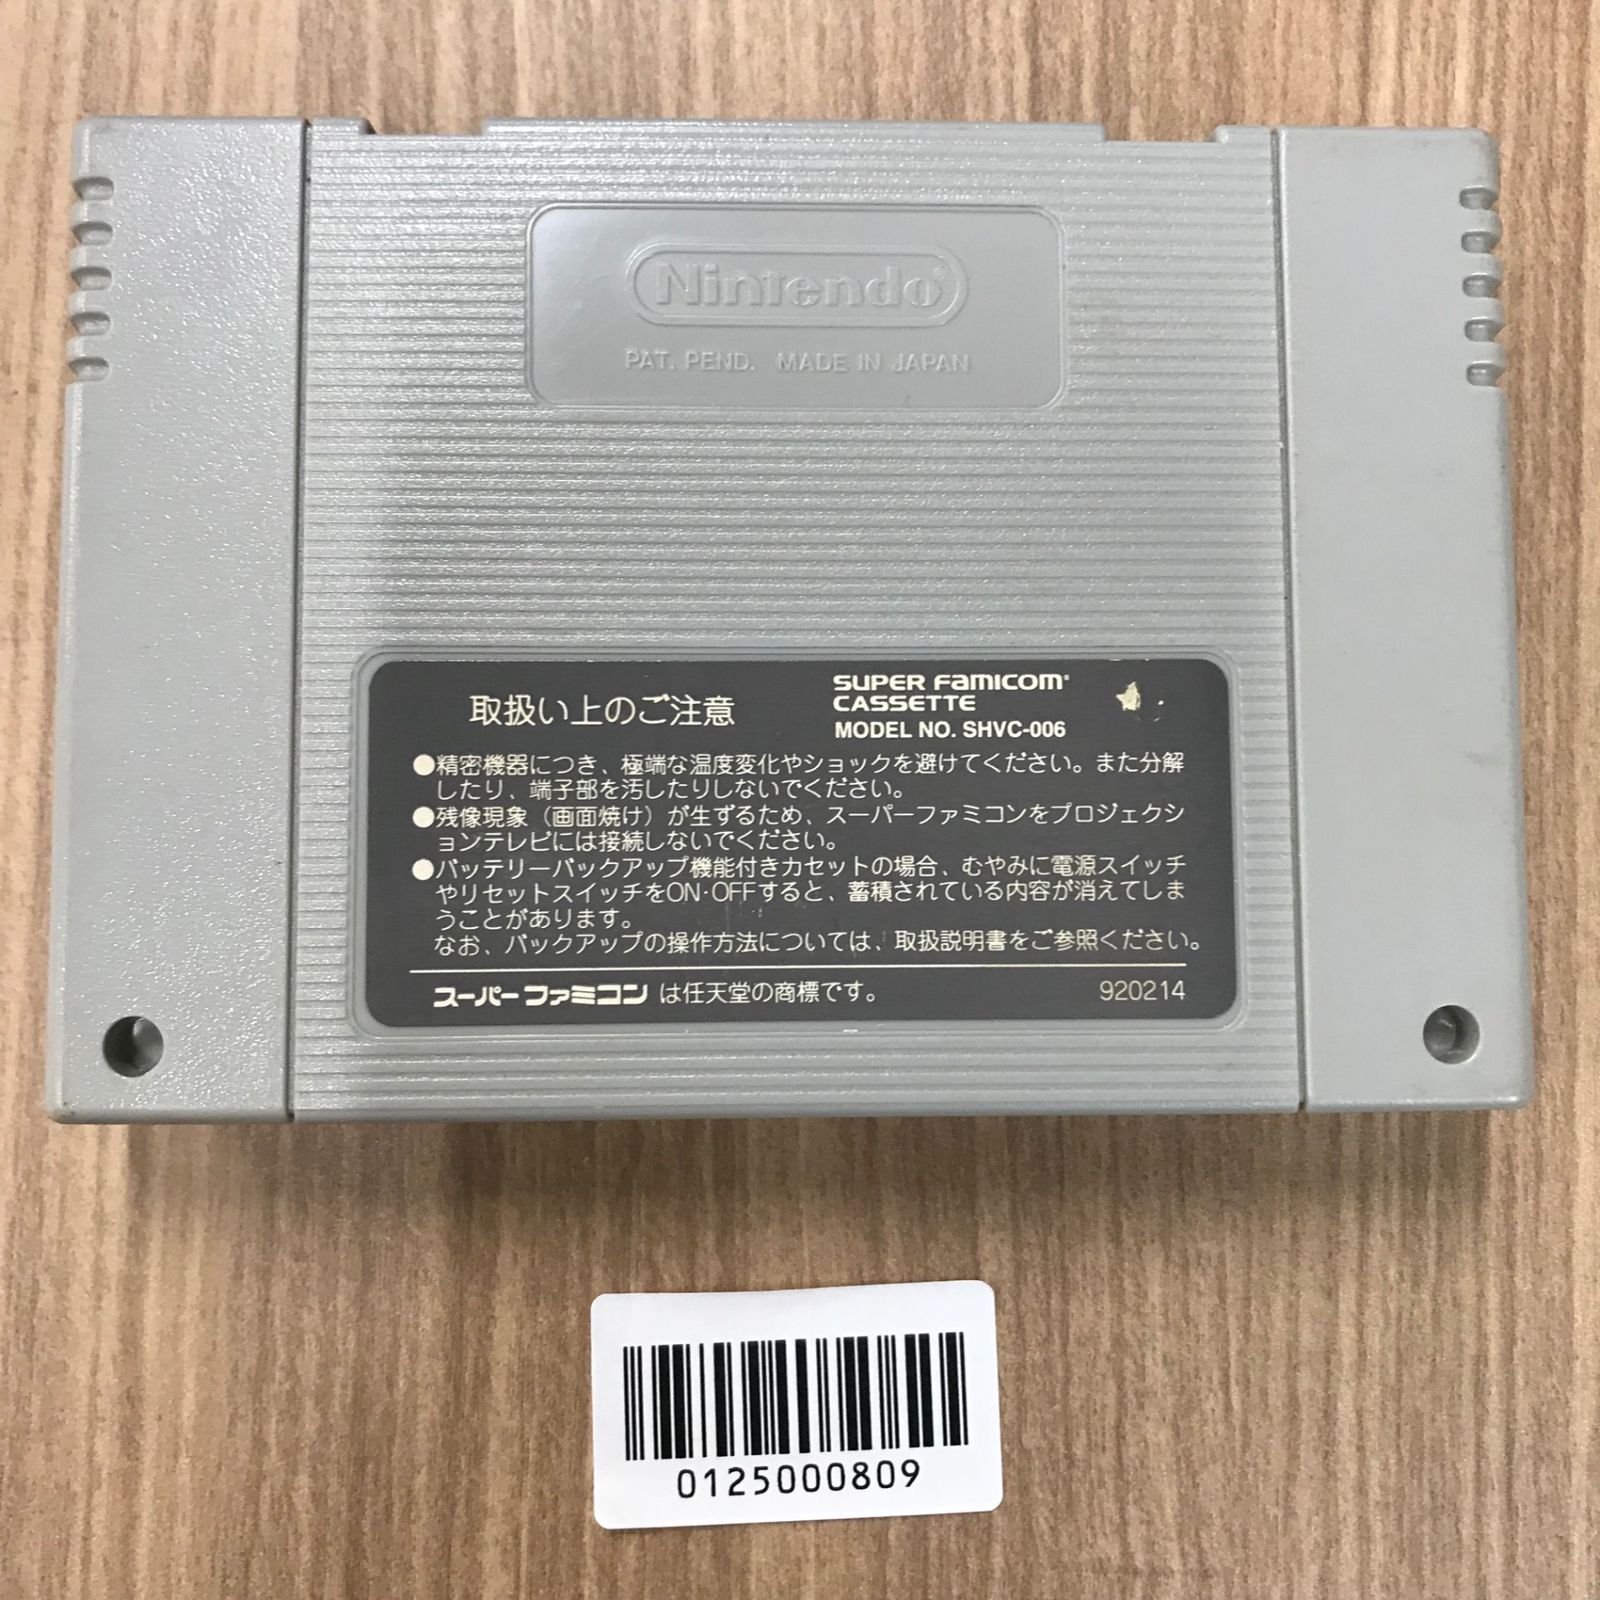 Nintendo®
PAT. PEND. MADE IN JAPAN
取扱い上のご注意
SUPER FAMICOM®
CASSETTE
MODEL NO. SHVC-006
●精密機器につき、極端な温度変化やショックを避けてください。また分解
したり、端子部を汚したりしないでください。
●残像現象（画面焼け）が生ずるため、スーパーファミコンをプロジェクシ
ョンテレビには接続しないでください。
●バッテリーバックアップ機能付きカセットの場合、むやみに電源スイッチ
やリセットスイッチをON・OFFすると、蓄積されている内容が消えてしま
うことがあります。
なお、バックアップの操作方法については、取扱説明書をご参照ください。
スーパーファミコン は任天堂の商標です。
920214
0125000809